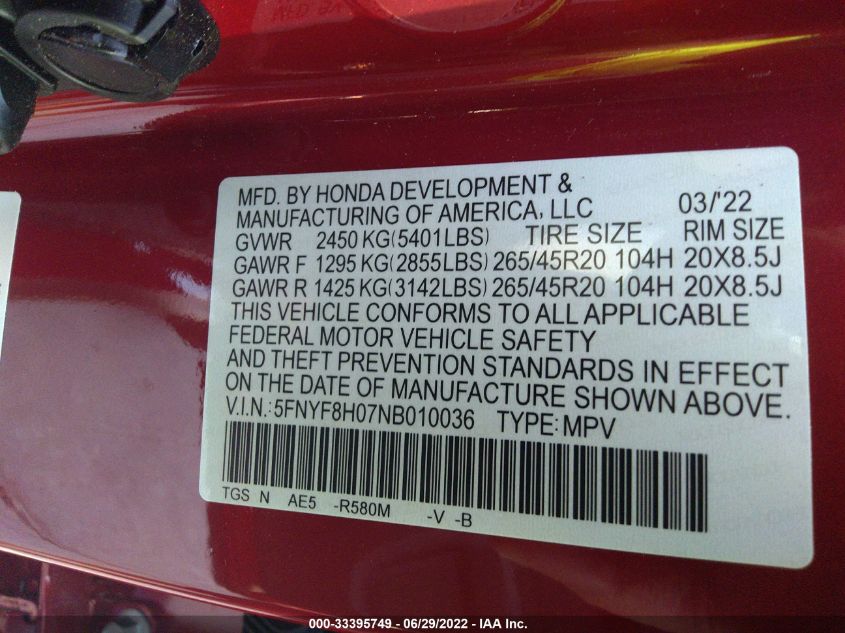 MFD. BY HONDA DEVELOPMENT &
MANUFACTURING OF AMERICA, LLC 03/'22
GVWR 2450 KG(5401LBS) TIRE SIZE RIM SIZE
GAWR F 1295 KG(2855LBS) 265/45R20 104H 20X8.5J
GAWR R 1425 KG(3142LBS) 265/45R20 104H 20X8.5J
THIS VEHICLE CONFORMS TO ALL APPLICABLE
FEDERAL MOTOR VEHICLE SAFETY
AND THEFT PREVENTION STANDARDS IN EFFECT
ON THE DATE OF MANUFACTURE SHOWN ABOVE.
V.I.N.: 5FNYF8H07NB010036 TYPE: MPV
TGS N AE5 -R580M -V -B
000-33395749 - 06/29/2022 - IAA Inc.